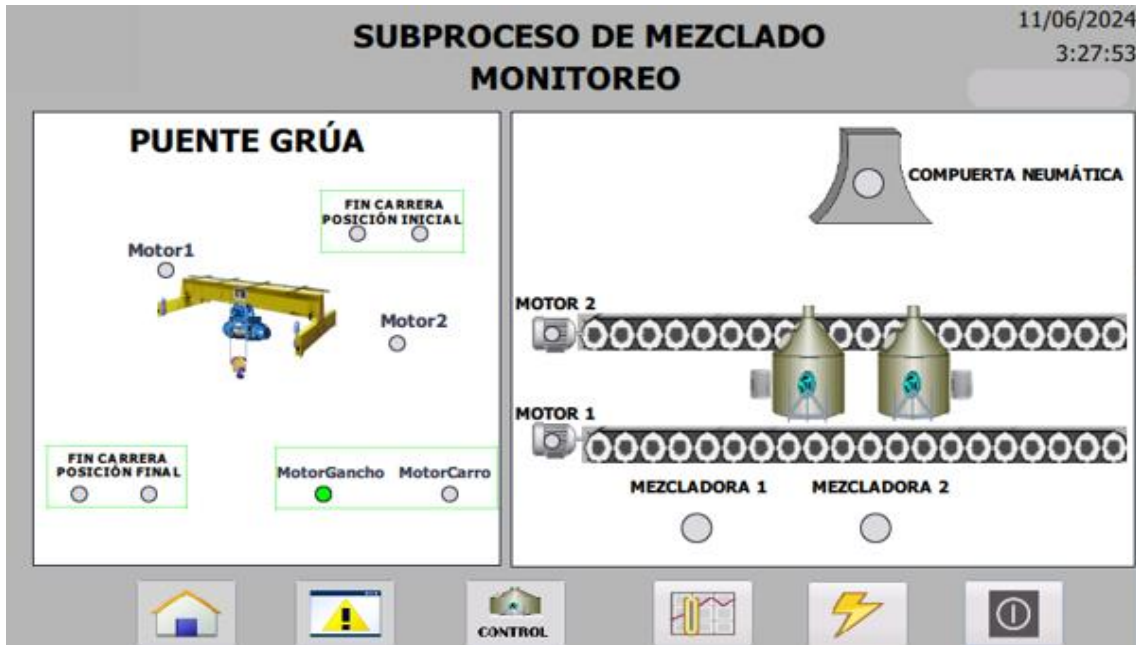 SUBPROCESO DE MEZCLADO
MONITOREO
11/06/2024
3:27:53
PUENTE GRÚA
FIN CARRERA
POSICIÓN INICIAL
Motor1
Motor2
FIN CARRERA
POSICIÓN FINAL
MotorGancho MotorCarro
COMPUERTA NEUMÁTICA
MOTOR 2
MOTOR 1
MEZCLADORA 1 MEZCLADORA 2
CONTROL